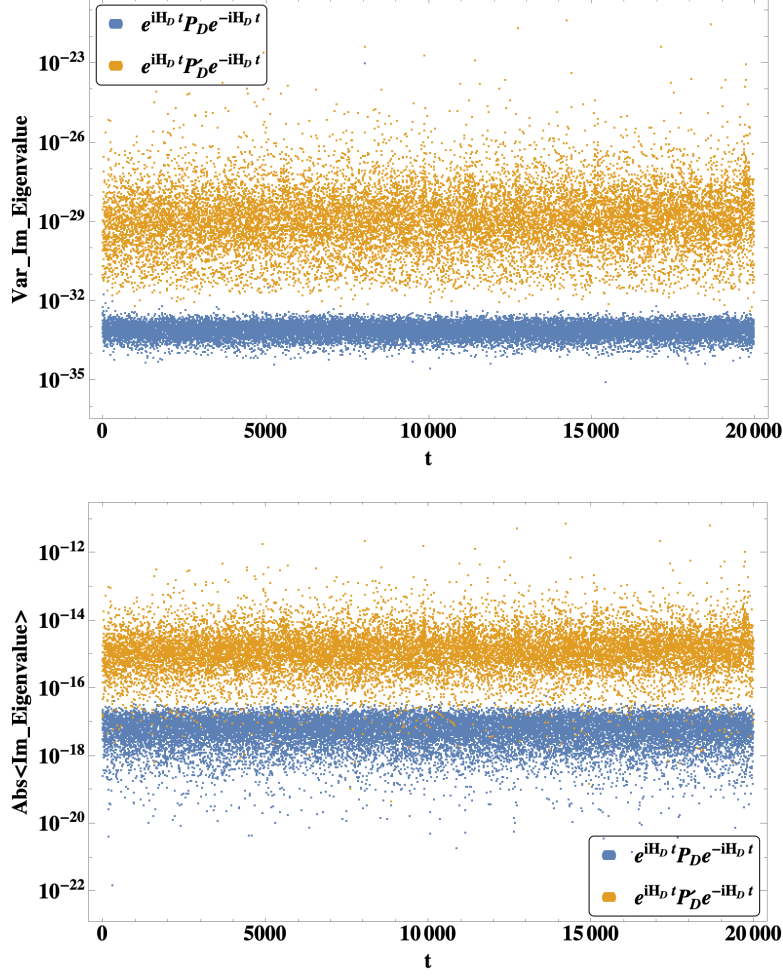 e^{iH_D t} P_D e^{-iH_D t}
e^{iH_D t} P'_D e^{-iH_D t}
10^{-23}
10^{-26}
10^{-29}
10^{-32}
10^{-35}
Var_Im_Eigenvalue
0 5000 10 000 15 000 20 000
t
10^{-12}
10^{-14}
10^{-16}
10^{-18}
10^{-20}
10^{-22}
Abs<Im_Eigenvalue>
e^{iH_D t} P_D e^{-iH_D t}
e^{iH_D t} P'_D e^{-iH_D t}
0 5000 10 000 15 000 20 000
t